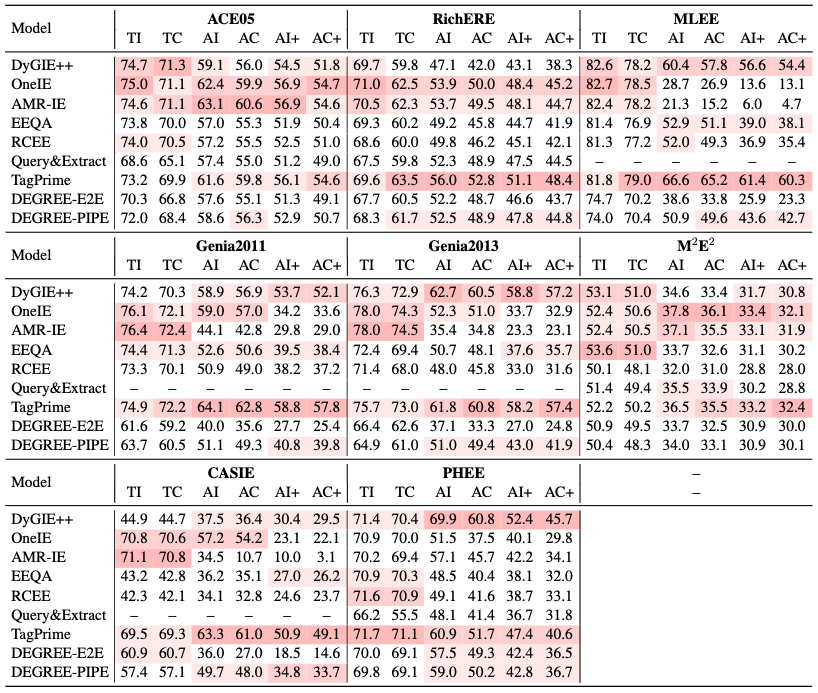 Model ACE05 RichERE MLEE
TI TC AI AC AI+ AC+ TI TC AI AC AI+ AC+ TI TC AI AC AI+ AC+
DyGIE++ 74.7 71.3 59.1 56.0 54.5 51.8 69.7 59.8 47.1 42.0 43.1 38.3 82.6 78.2 60.4 57.8 56.6 54.4
OneIE 75.0 71.1 62.4 59.9 56.9 54.7 71.0 62.5 53.9 50.0 48.4 45.2 82.7 78.5 28.7 26.9 13.6 13.1
AMR-IE 74.6 71.1 63.1 60.6 56.9 54.6 70.5 62.3 53.7 49.5 48.1 44.7 82.4 78.2 21.3 15.2 6.0 4.7
EEQA 73.8 70.0 57.0 55.3 51.9 50.4 69.3 60.2 49.2 45.8 44.7 41.9 81.4 76.9 52.9 51.1 39.0 38.1
RCEE 74.0 70.5 57.2 55.5 52.5 51.0 68.6 60.0 49.8 46.2 45.1 42.1 81.3 77.2 52.0 49.3 36.9 35.4
Query&Extract 68.6 65.1 57.4 55.0 51.2 49.0 67.5 59.8 52.3 48.9 47.5 44.5 – – – – – –
TagPrime 73.2 69.9 61.6 59.8 56.1 54.6 69.6 63.5 56.0 52.8 51.1 48.4 81.8 79.0 66.6 65.2 61.4 60.3
DEGREE-E2E 70.3 66.8 57.6 55.1 51.3 49.1 67.7 60.5 52.2 48.7 46.6 43.7 74.7 70.2 38.6 33.8 25.9 23.3
DEGREE-PIPE 72.0 68.4 58.6 56.3 52.9 50.7 68.3 61.7 52.5 48.9 47.8 44.8 74.0 70.4 50.9 49.6 43.6 42.7
Model Genia2011 Genia2013 M²E²
TI TC AI AC AI+ AC+ TI TC AI AC AI+ AC+ TI TC AI AC AI+ AC+
DyGIE++ 74.2 70.3 58.9 56.9 53.7 52.1 76.3 72.9 62.7 60.5 58.8 57.2 53.1 51.0 34.6 33.4 31.7 30.8
OneIE 76.1 72.1 59.0 57.0 34.2 33.6 78.0 74.3 52.3 51.0 33.7 32.9 52.4 50.6 37.8 36.1 33.4 32.1
AMR-IE 76.4 72.4 44.1 42.8 29.8 29.0 78.0 74.5 35.4 34.8 23.3 23.1 52.4 50.5 37.1 35.5 33.1 31.9
EEQA 74.4 71.3 52.6 50.6 39.5 38.4 72.4 69.4 50.7 48.1 37.6 35.7 53.6 51.0 33.7 32.6 31.1 30.2
RCEE 73.3 70.1 50.9 49.0 38.2 37.2 71.4 68.0 48.0 45.8 33.0 31.6 50.1 48.1 32.0 31.0 28.8 28.0
Query&Extract – – – – – – – – – – – – 51.4 49.4 35.5 33.9 30.2 28.8
TagPrime 74.9 72.2 64.1 62.8 58.8 57.8 75.7 73.0 61.8 60.8 58.2 57.4 52.2 50.2 36.5 35.5 33.2 32.4
DEGREE-E2E 61.6 59.2 40.0 35.6 27.7 25.4 66.4 62.6 37.1 33.3 27.0 24.8 50.9 49.5 33.7 32.5 30.9 30.0
DEGREE-PIPE 63.7 60.5 51.1 49.3 40.8 39.8 64.9 61.0 51.0 49.4 43.0 41.9 50.4 48.3 34.0 33.1 30.9 30.1
Model CASIE PHEE –
TI TC AI AC AI+ AC+ TI TC AI AC AI+ AC+ –
DyGIE++ 44.9 44.7 37.5 36.4 30.4 29.5 71.4 70.4 69.9 60.8 52.4 45.7
OneIE 70.8 70.6 57.2 54.2 23.1 22.1 70.9 70.0 51.5 37.5 40.1 29.8
AMR-IE 71.1 70.8 34.5 10.7 10.0 3.1 70.2 69.4 57.1 45.7 42.2 34.1
EEQA 43.2 42.8 36.2 35.1 27.0 26.2 70.9 70.3 48.5 40.4 38.1 32.0
RCEE 42.3 42.1 34.1 32.8 24.6 23.7 71.6 70.9 49.1 41.6 38.7 33.1
Query&Extract – – – – – – 66.2 55.5 48.1 41.4 36.7 31.8
TagPrime 69.5 69.3 63.3 61.0 50.9 49.1 71.7 71.1 60.9 51.7 47.4 40.6
DEGREE-E2E 60.9 60.7 36.0 27.0 18.5 14.6 70.0 69.1 57.5 49.3 42.4 36.5
DEGREE-PIPE 57.4 57.1 49.7 48.0 34.8 33.7 69.8 69.1 59.0 50.2 42.8 36.7